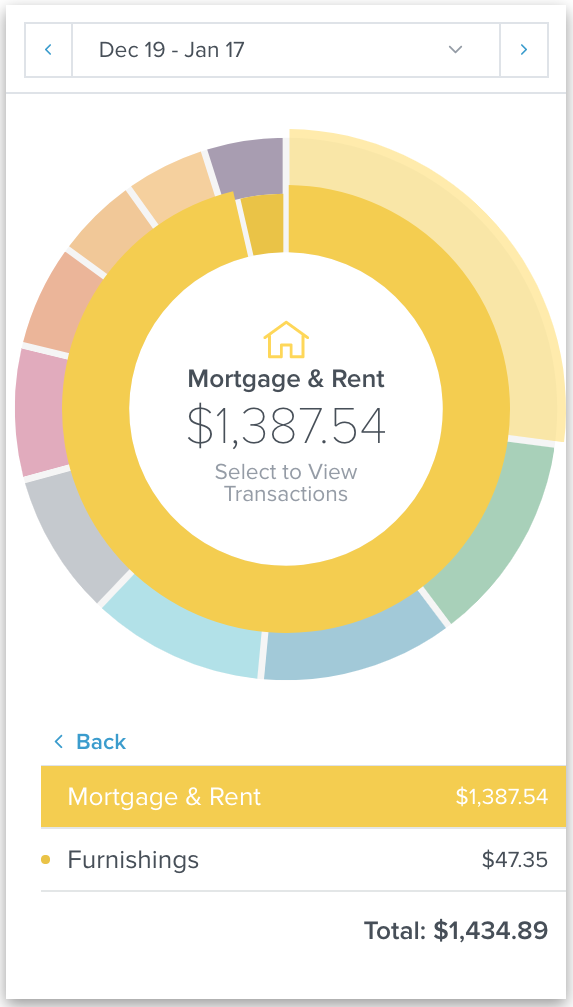 Dec 19 - Jan 17
Mortgage & Rent
$1,387.54
Select to View
Transactions
Back
Mortgage & Rent $1,387.54
Furnishings $47.35
Total: $1,434.89